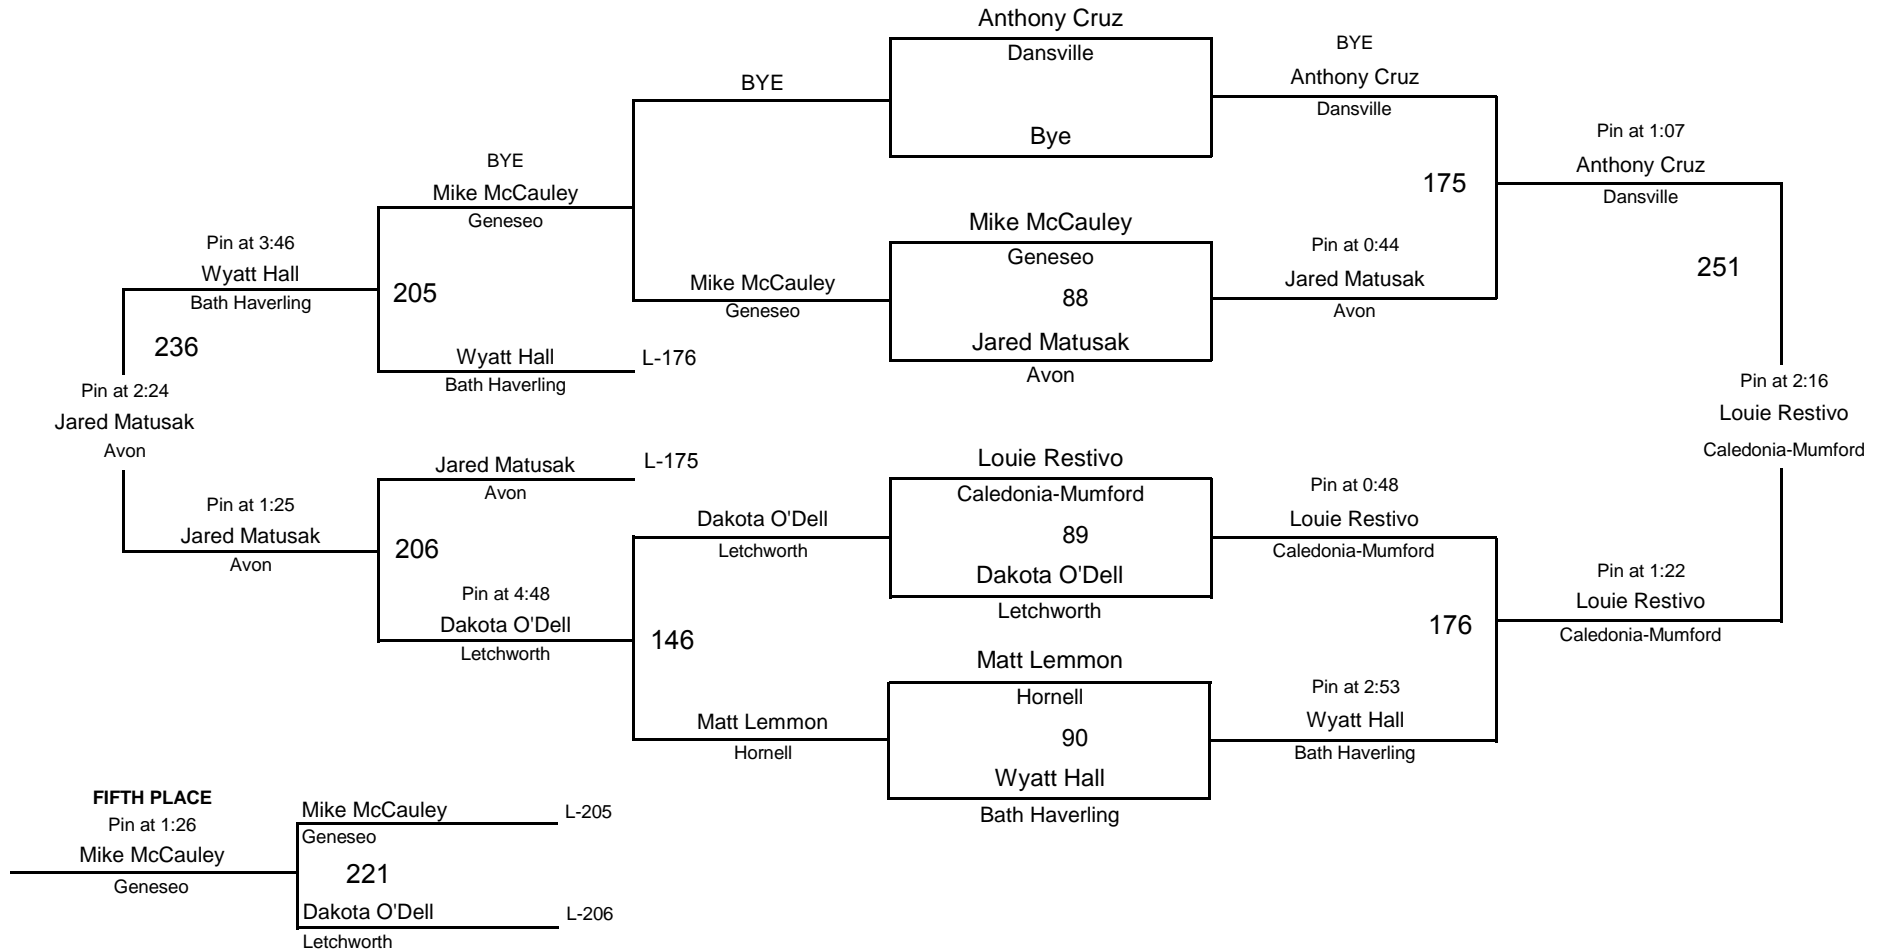 Anthony Cruz
Dansville
Bye
BYE
Anthony Cruz
Dansville
175
Pin at 1:07
Anthony Cruz
Dansville
251
BYE
BYE
Mike McCauley
Geneseo
Mike McCauley
Geneseo
Mike McCauley
Geneseo
88
Jared Matusak
Avon
Pin at 0:44
Jared Matusak
Avon
Pin at 3:46
Wyatt Hall
Bath Haverling
205
236
Wyatt Hall
L-176
Bath Haverling
Pin at 2:24
Jared Matusak
Avon
Pin at 2:16
Louie Restivo
Caledonia-Mumford
Jared Matusak
L-175
Avon
Pin at 1:25
Jared Matusak
Avon
206
Pin at 4:48
Dakota O'Dell
Letchworth
146
Dakota O'Dell
Letchworth
Louie Restivo
Caledonia-Mumford
89
Dakota O'Dell
Letchworth
Pin at 0:48
Louie Restivo
Caledonia-Mumford
176
Pin at 1:22
Louie Restivo
Caledonia-Mumford
Matt Lemmon
Hornell
Matt Lemmon
Hornell
90
Wyatt Hall
Bath Haverling
Pin at 2:53
Wyatt Hall
Bath Haverling
FIFTH PLACE
Pin at 1:26
Mike McCauley
Geneseo
Mike McCauley
L-205
Geneseo
221
Dakota O'Dell
L-206
Letchworth